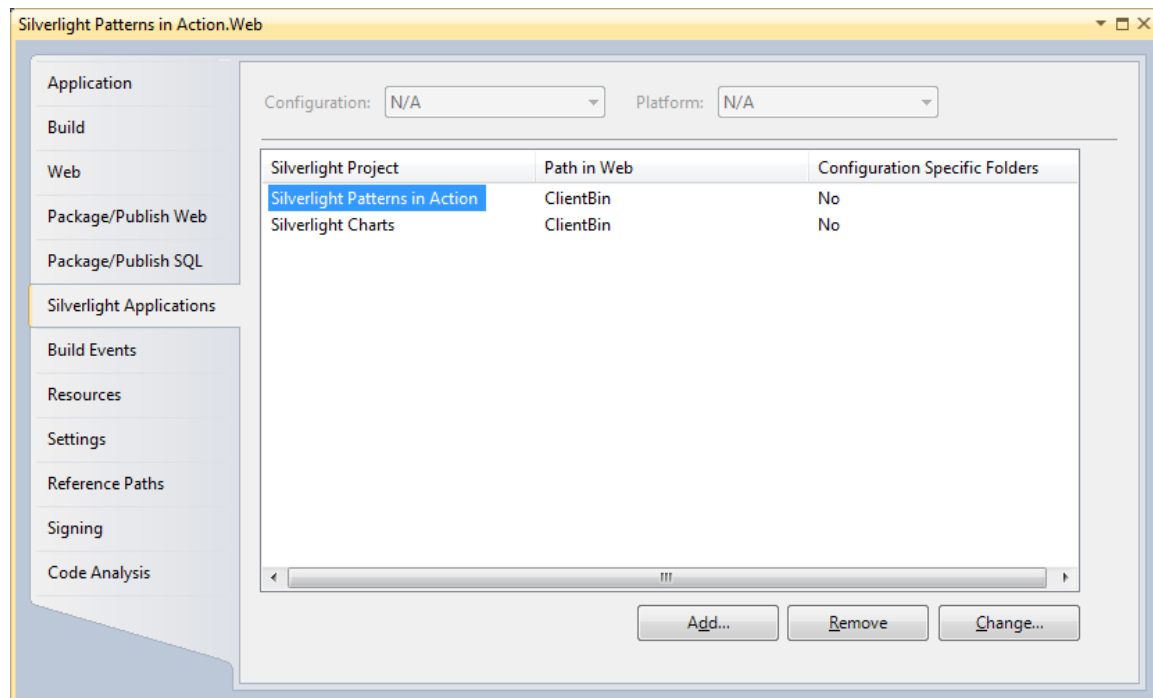 Silverlight Patterns in Action.Web
Application
Build
Web
Package/Publish Web
Package/Publish SQL
Silverlight Applications
Build Events
Resources
Settings
Reference Paths
Signing
Code Analysis
Configuration: N/A Platform: N/A
Silverlight Project Path in Web Configuration Specific Folders
Silverlight Patterns in Action ClientBin No
Silverlight Charts ClientBin No
Add... Remove Change...